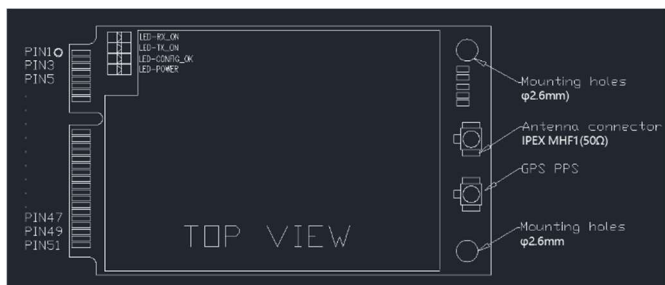 PIN1
PIN3
PIN5
PIN47
PIN49
PIN51
LED-RX_ON
LED-TX_ON
LED-CONFIG_OK
LED-POWER
TOP VIEW
Mounting holes
φ2.6mm)
Antenna connector
IPEX MHF1(50Ω)
GPS PPS
Mounting holes
φ2.6mm